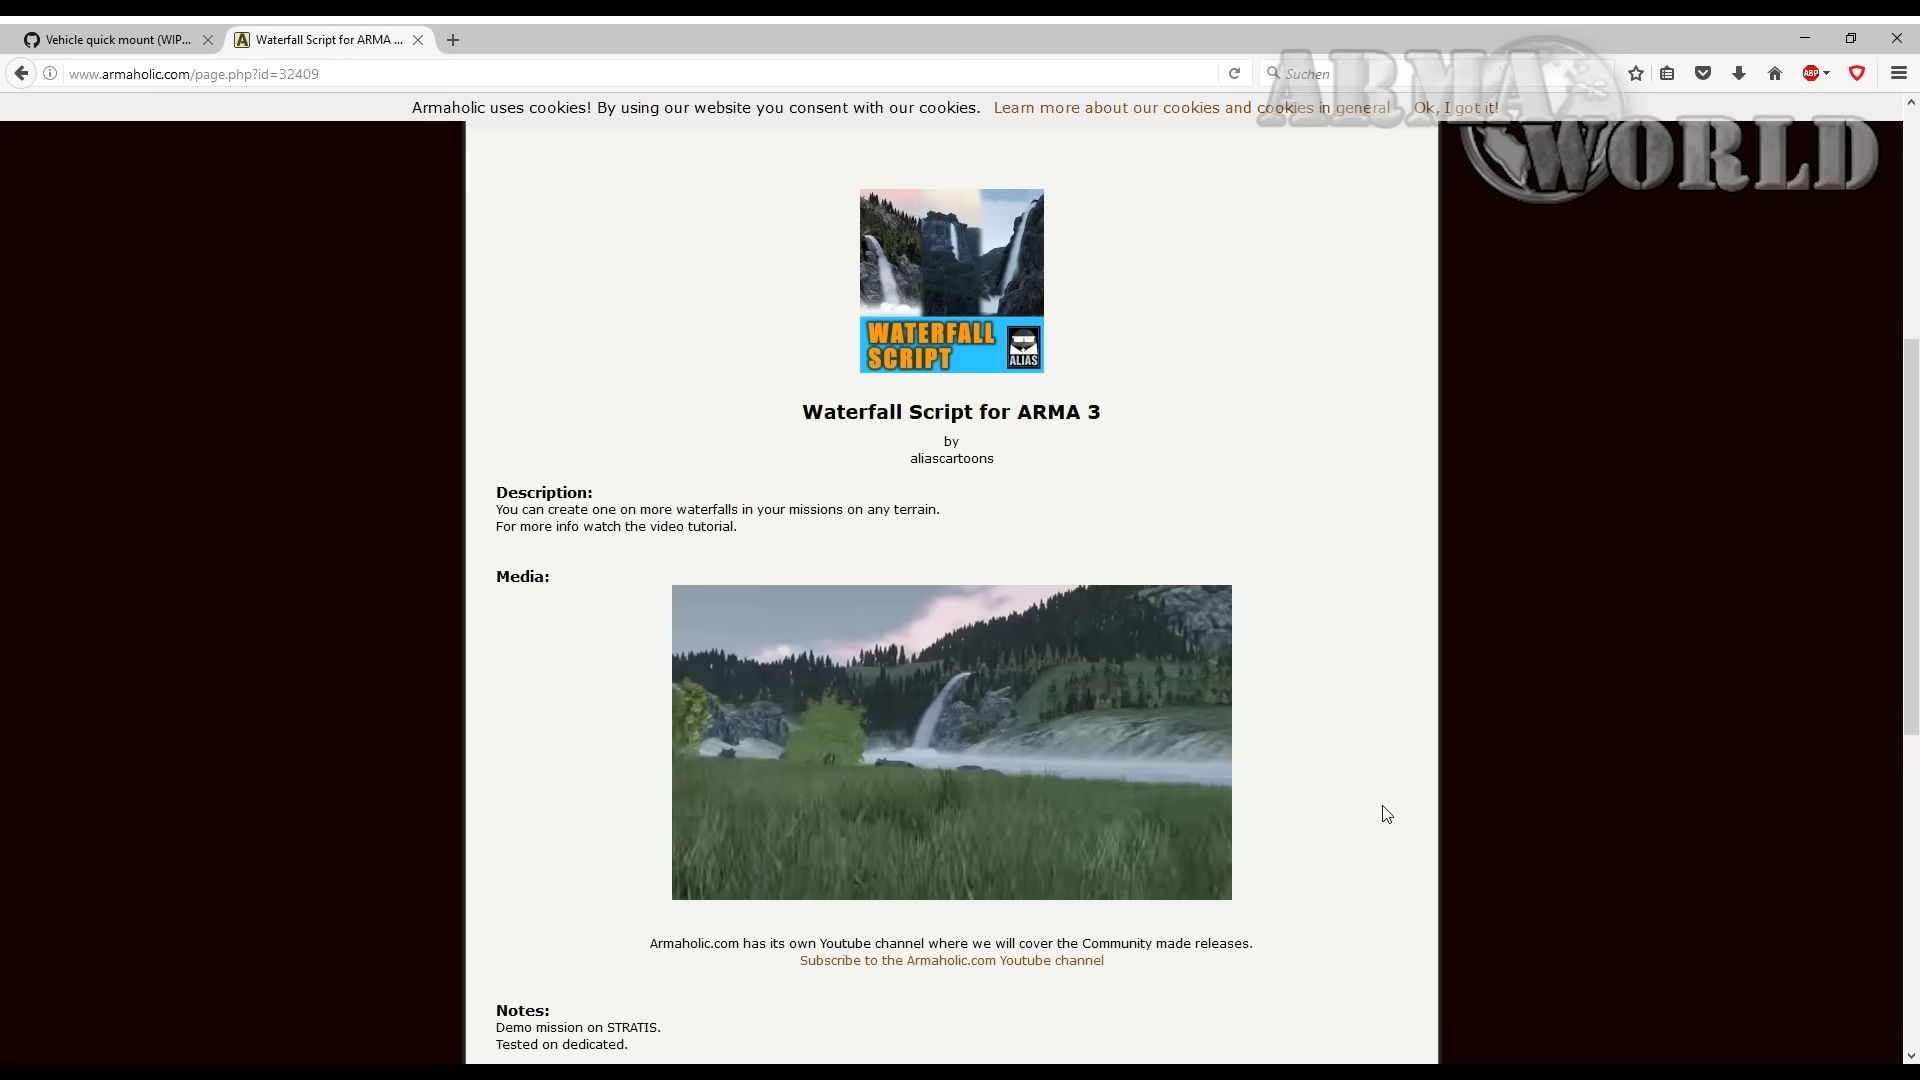 Vehicle quick mount (WIP...
Waterfall Script for ARMA ...
www.armaholic.com/page.php?id=32409
Suchen
ABP
Armaholic uses cookies! By using our website you consent with our cookies. Learn more about our cookies and cookies in general Ok, I got it!
ARMA
WORLD
WATERFALL
SCRIPT
ALIAS
Waterfall Script for ARMA 3
by
aliascartoons
Description:
You can create one on more waterfalls in your missions on any terrain.
For more info watch the video tutorial.
Media:
Armaholic.com has its own Youtube channel where we will cover the Community made releases.
Subscribe to the Armaholic.com Youtube channel
Notes:
Demo mission on STRATIS.
Tested on dedicated.